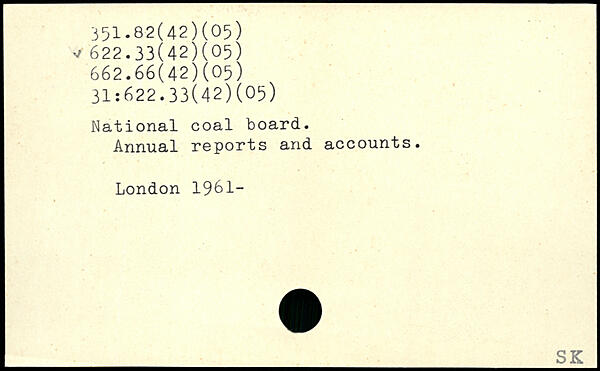 351.82(42)(05)
✓ 622.33(42)(05)
662.66(42)(05)
31:622.33(42)(05)
National coal board.
Annual reports and accounts.
London 1961-
SK